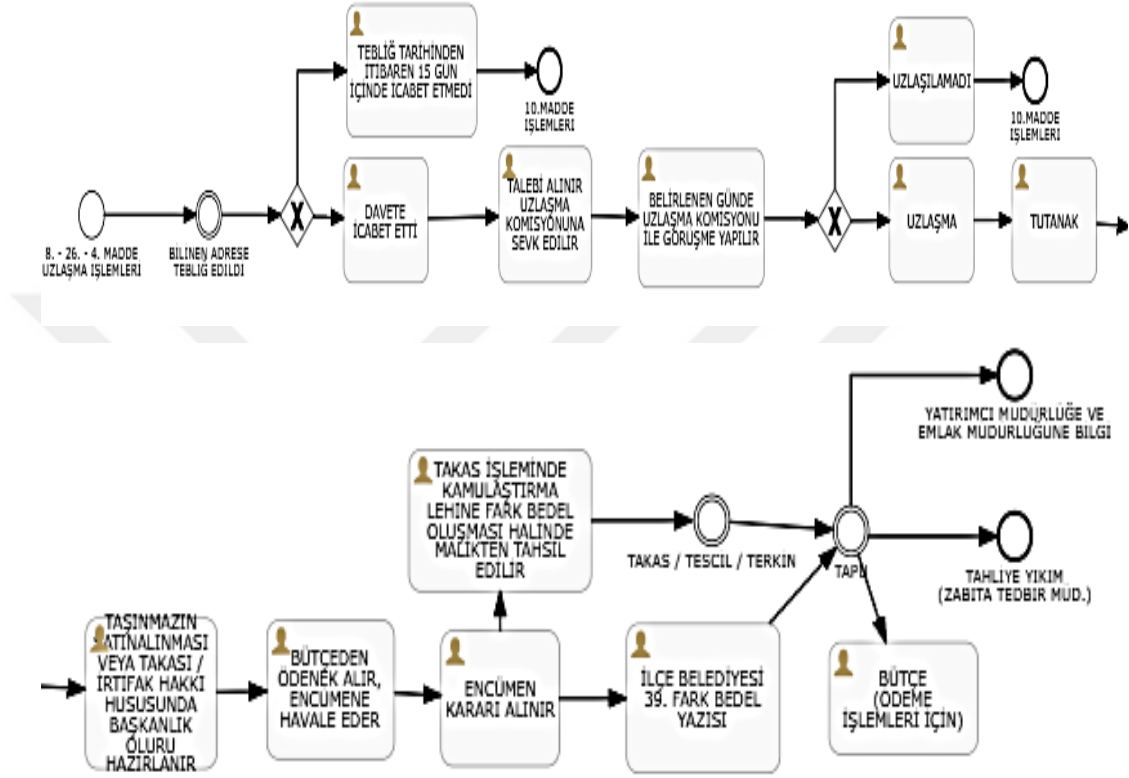 TEBLİĞ TARİHİNDEN
İTİBAREN 15 GÜN
İÇİNDE İCABET ETMEDİ
10.MADDE
İŞLEMLERİ
UZLAŞILAMADI
10.MADDE
İŞLEMLERİ
8. - 26. - 4. MADDE
UZLAŞMA İŞLEMLERİ
BİLİNEN ADRESE
TEBLİĞ EDİLDİ
DAVETE
İCABET ETTİ
TALEBİ ALINIR
UZLAŞMA
KOMİSYONUNA
SEVK EDİLİR
BELİRLENEN GÜNDE
UZLAŞMA KOMİSYONU
İLE GÖRÜŞME YAPILIR
UZLAŞMA
TUTANAK
YATIRIMCI MÜDÜRLÜĞE VE
EMLAK MÜDÜRLÜĞÜNE BİLGİ
TAKAS İŞLEMİNDE
KAMULAŞTIRMA
LEHİNE FARK BEDEL
OLUŞMASI HALİNDE
MALİKTEN TAHSİL
EDİLİR
TAKAS / TESCİL / TERKİN
TAPU
TAHLİYE YIKIM
(ZABITA TEDBİR MÜD.)
TAŞINMAZIN
SATINALINMASI
VEYA TAKASI /
İRTİFAK HAKKI
HUSUSUNDA
BAŞKANLIK
OLURU
HAZIRLANIR
BÜTÇEDEN
ÖDENEK ALIR,
ENCÜMENE
HAVALE EDER
ENCÜMEN
KARARI ALINIR
İLÇE BELEDİYESİ
39. FARK BEDEL
YAZISI
BÜTÇE
(ÖDEME
İŞLEMLERİ İÇİN)